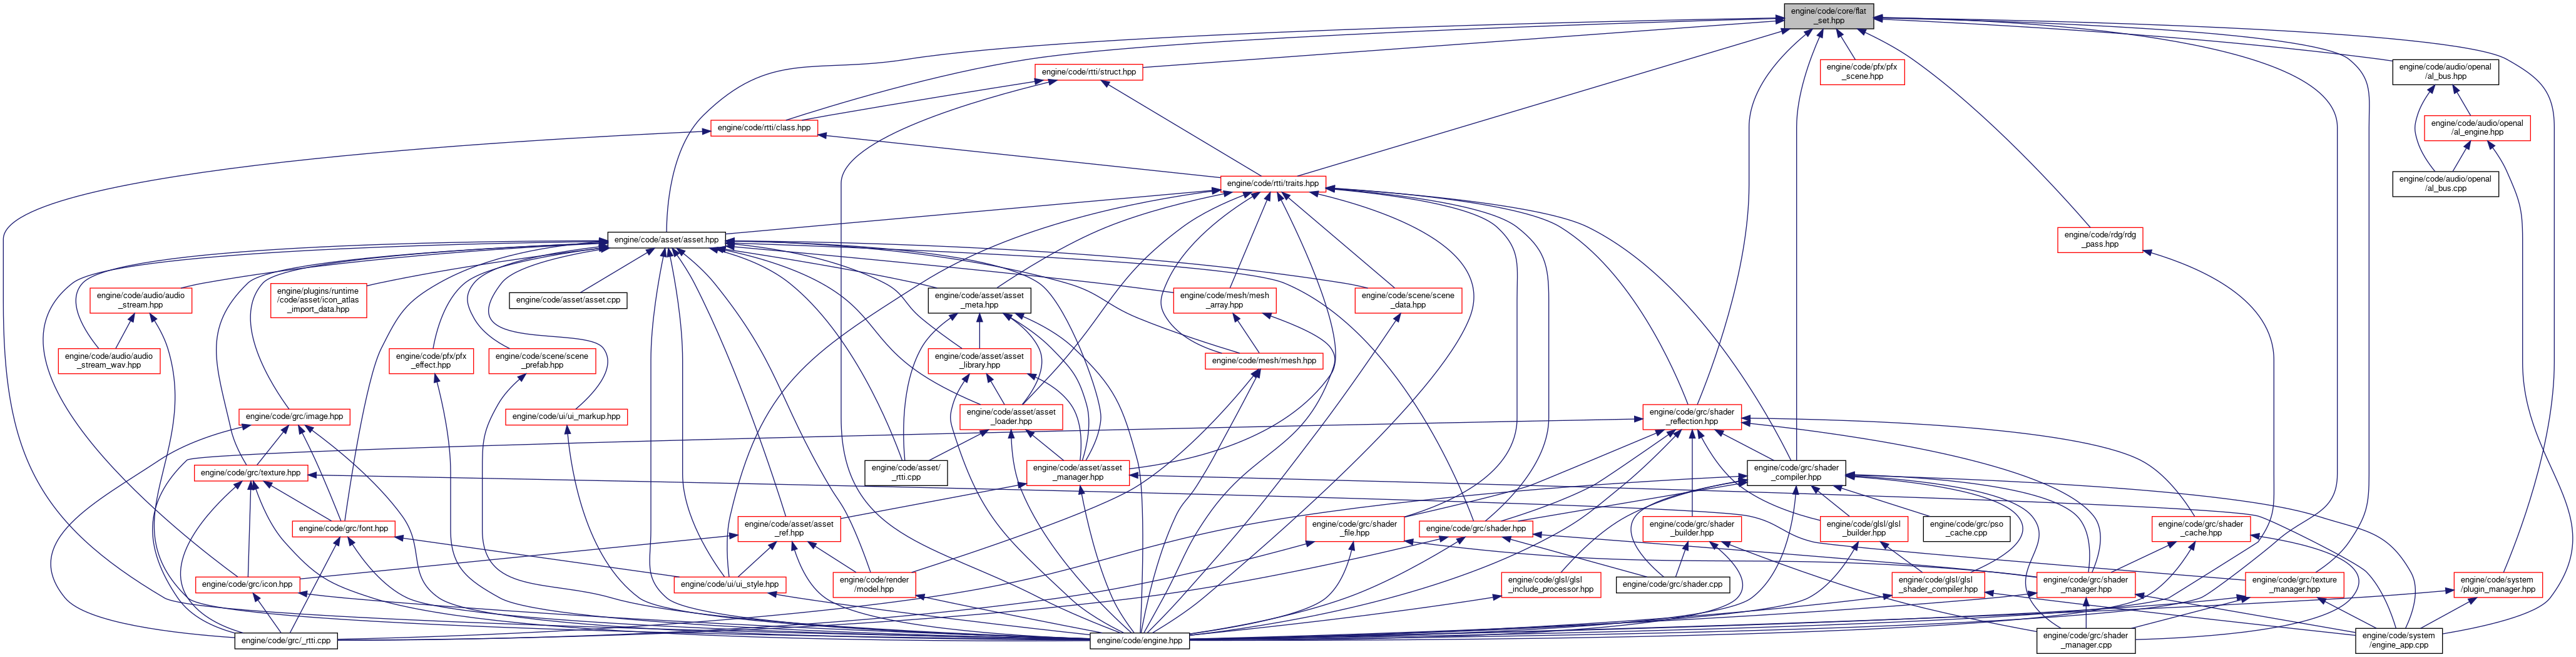 engine/code/core/flat
_set.hpp
engine/code/rtti/struct.hpp
engine/code/pfx/pfx
_scene.hpp
engine/code/audio/openal
/al_bus.hpp
engine/code/rtti/class.hpp
engine/code/audio/openal
/al_engine.hpp
engine/code/rtti/traits.hpp
engine/code/audio/openal
/al_bus.cpp
engine/code/asset/asset.hpp
engine/code/rdg/rdg
_pass.hpp
engine/code/audio/audio
_stream.hpp
engine/plugins/runtime
/code/asset/icon_atlas
_import_data.hpp
engine/code/asset/asset.cpp
engine/code/asset/asset
_meta.hpp
engine/code/mesh/mesh
_array.hpp
engine/code/scene/scene
_data.hpp
engine/code/audio/audio
_stream_wav.hpp
engine/code/pfx/pfx
_effect.hpp
engine/code/scene/scene
_prefab.hpp
engine/code/asset/asset
_library.hpp
engine/code/mesh/mesh.hpp
engine/code/grc/image.hpp
engine/code/ui/ui_markup.hpp
engine/code/asset/asset
_loader.hpp
engine/code/grc/shader
_reflection.hpp
engine/code/grc/texture.hpp
engine/code/asset/
_rtti.cpp
engine/code/asset/asset
_manager.hpp
engine/code/grc/shader
_compiler.hpp
engine/code/grc/font.hpp
engine/code/asset/asset
_ref.hpp
engine/code/grc/shader
_file.hpp
engine/code/grc/shader.hpp
engine/code/grc/shader
_builder.hpp
engine/code/glsl/glsl
_builder.hpp
engine/code/grc/pso
_cache.cpp
engine/code/grc/shader
_cache.hpp
engine/code/grc/icon.hpp
engine/code/ui/ui_style.hpp
engine/code/render
/model.hpp
engine/code/glsl/glsl
_include_processor.hpp
engine/code/grc/shader.cpp
engine/code/glsl/glsl
_shader_compiler.hpp
engine/code/grc/shader
_manager.hpp
engine/code/grc/texture
_manager.hpp
engine/code/system
/plugin_manager.hpp
engine/code/grc/_rtti.cpp
engine/code/engine.hpp
engine/code/grc/shader
_manager.cpp
engine/code/system
/engine_app.cpp